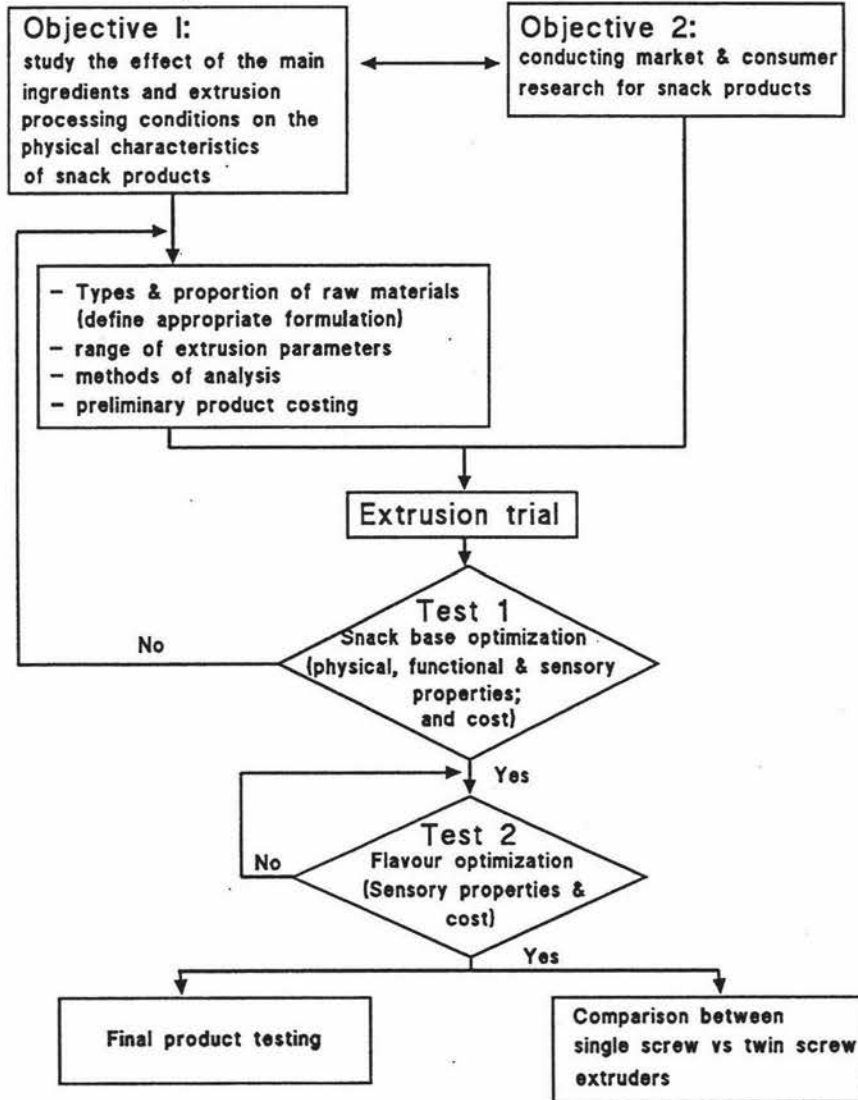 Objective 1:
study the effect of the main
ingredients and extrusion
processing conditions on the
physical characteristics
of snack products
Objective 2:
conducting market & consumer
research for snack products
– Types & proportion of raw materials
(define appropriate formulation)
– range of extrusion parameters
– methods of analysis
– preliminary product costing
Extrusion trial
Test 1
Snack base optimization
(physical, functional & sensory
properties;
and cost)
No
Yes
Test 2
Flavour optimization
(Sensory properties &
cost)
No
Yes
Final product testing
Comparison between
single screw vs twin screw
extruders